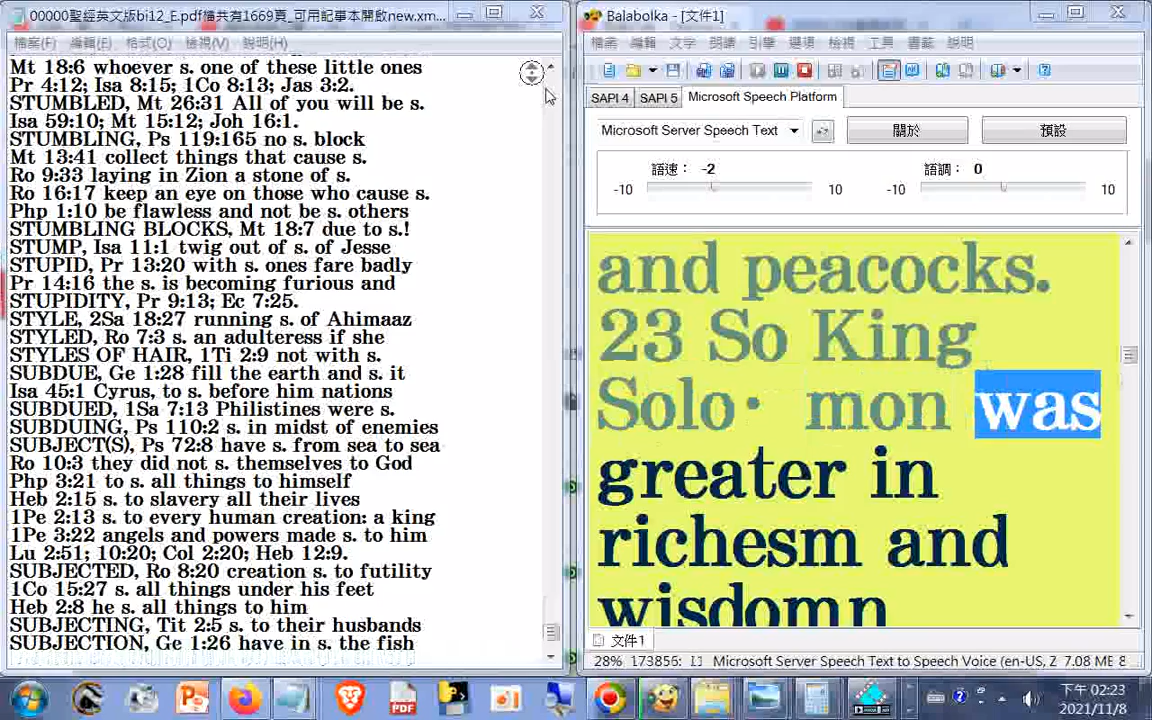 00000聖經英文版bi12_E.pdf檔共有1669頁_可用記事本開啟new.xm...
檔案(F) 編輯(E) 格式(O) 檢視(V) 說明(H)
Mt 18:6 whoever s. one of these little ones
Pr 4:12; Isa 8:15; 1Co 8:13; Jas 3:2.
STUMBLED, Mt 26:31 All of you will be s.
Isa 59:10; Mt 15:12; Joh 16:1.
STUMBLING, Ps 119:165 no s. block
Mt 13:41 collect things that cause s.
Ro 9:33 laying in Zion a stone of s.
Ro 16:17 keep an eye on those who cause s.
Php 1:10 be flawless and not be s. others
STUMBLING BLOCKS, Mt 18:7 due to s.!
STUMP, Isa 11:1 twig out of s. of Jesse
STUPID, Pr 13:20 with s. ones fare badly
Pr 14:16 the s. is becoming furious and
STUPIDITY, Pr 9:13; Ec 7:25.
STYLE, 2Sa 18:27 running s. of Ahimaaz
STYLED, Ro 7:3 s. an adulteress if she
STYLES OF HAIR, 1Ti 2:9 not with s.
SUBDUE, Ge 1:28 fill the earth and s. it
Isa 45:1 Cyrus, to s. before him nations
SUBDUED, 1Sa 7:13 Philistines were s.
SUBDUING, Ps 110:2 s. in midst of enemies
SUBJECT(S), Ps 72:8 have s. from sea to sea
Ro 10:3 they did not s. themselves to God
Php 3:21 to s. all things to himself
Heb 2:15 s. to slavery all their lives
1Pe 2:13 s. to every human creation: a king
1Pe 3:22 angels and powers made s. to him
Lu 2:51; 10:20; Col 2:20; Heb 12:9.
SUBJECTED, Ro 8:20 creation s. to futility
1Co 15:27 s. all things under his feet
Heb 2:8 he s. all things to him
SUBJECTING, Tit 2:5 s. to their husbands
SUBJECTION, Ge 1:26 have in s. the fish
Balabolka - [文件1]
檔案 編輯 文字 朗讀 引擎 選項 檢視 工具 書籤 說明
SAPI 4 SAPI 5 Microsoft Speech Platform
Microsoft Server Speech Text 關於 預設
語速： -2 語調： 0
-10 10 -10 10
and peacocks.
23 So King
Solo· mon was
greater in
richesm and
wisdomn
文件1
28% 173855: 11 Microsoft Server Speech Text to Speech Voice (en-US, Z 7.08 MB 8
下午 02:23
2021/11/8